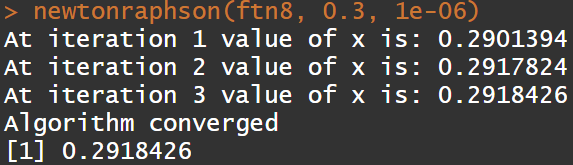 > newtonraphson(ftn8, 0.3, 1e-06)
At iteration 1 value of x is: 0.2901394
At iteration 2 value of x is: 0.2917824
At iteration 3 value of x is: 0.2918426
Algorithm converged
[1] 0.2918426